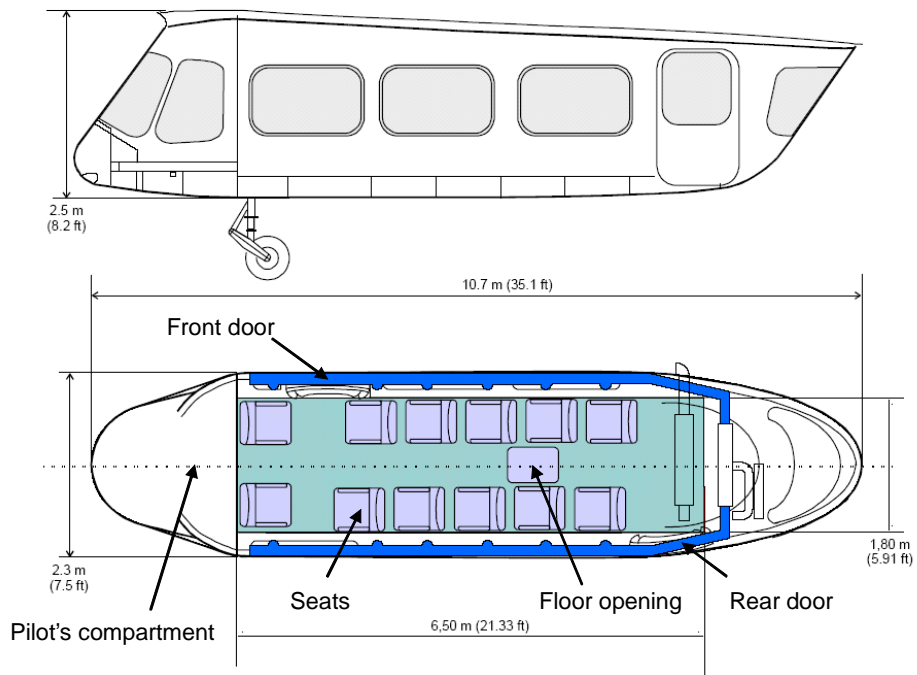 2.5 m
(8.2 ft)
10.7 m (35.1 ft)
Front door
2.3 m
(7.5 ft)
1,80 m
(5.91 ft)
Seats
Floor opening
Rear door
Pilot's compartment
6,50 m (21.33 ft)